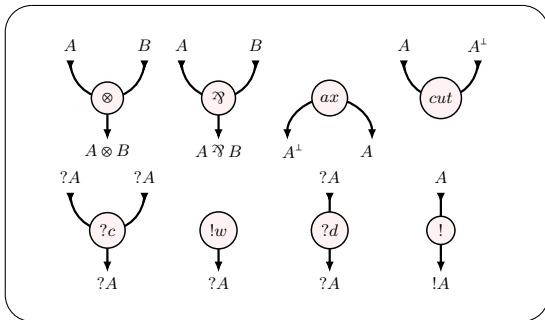 A B A B A A⊥
⊗ ⅋ ax cut
A ⊗ B A ⅋ B A⊥ A
?A ?A ?A A
?c !w ?d !
?A ?A ?A !A